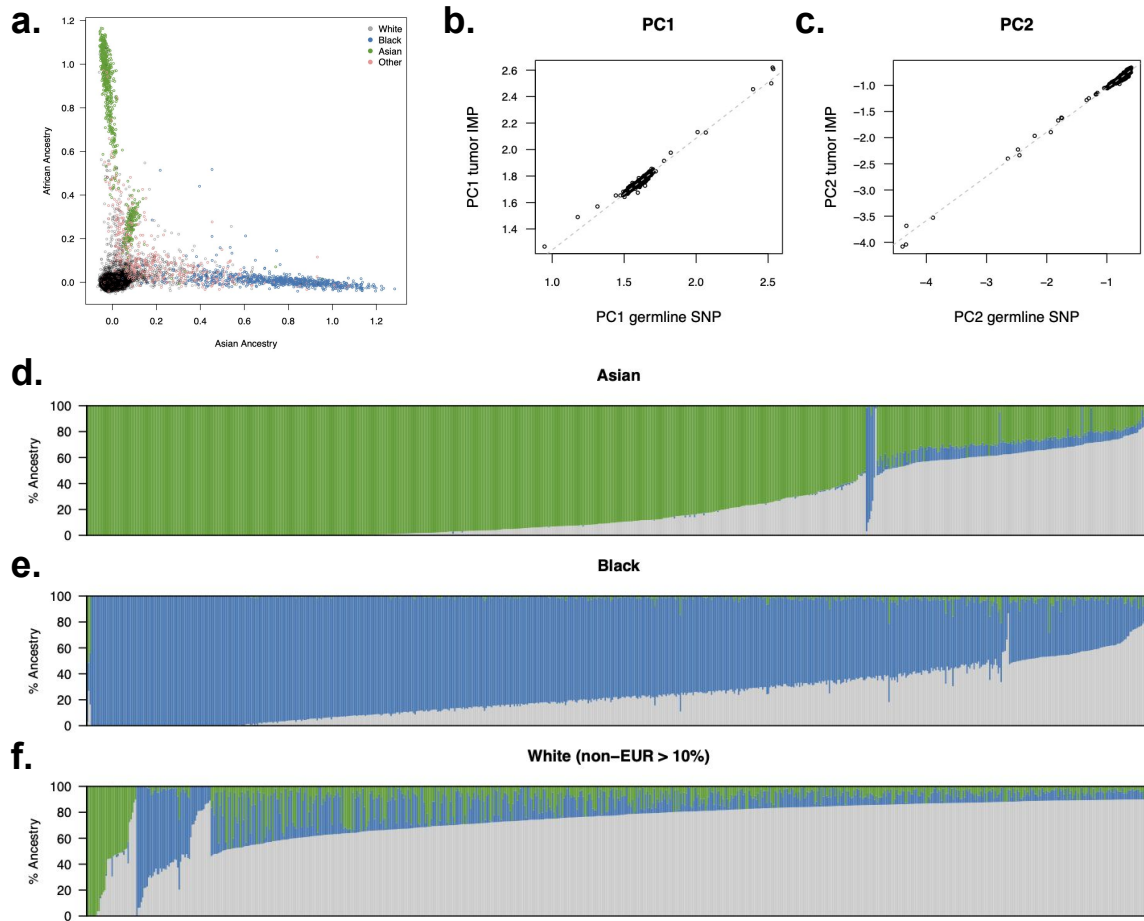 a.
1.2
1.0
0.8
0.6
0.4
0.2
0.0
African Ancestry
0.0 0.2 0.4 0.6 0.8 1.0 1.2
Asian Ancestry
White
Black
Asian
Other
b.
PC1
2.6
2.4
2.2
2.0
1.8
1.6
1.4
PC1 tumor IMP
1.0 1.5 2.0 2.5
PC1 germline SNP
c.
PC2
−1.0
−1.5
−2.0
−2.5
−3.0
−3.5
−4.0
PC2 tumor IMP
−4 −3 −2 −1
PC2 germline SNP
d.
Asian
100
80
60
40
20
0
% Ancestry
e.
Black
100
80
60
40
20
0
% Ancestry
f.
White (non−EUR > 10%)
100
80
60
40
20
0
% Ancestry